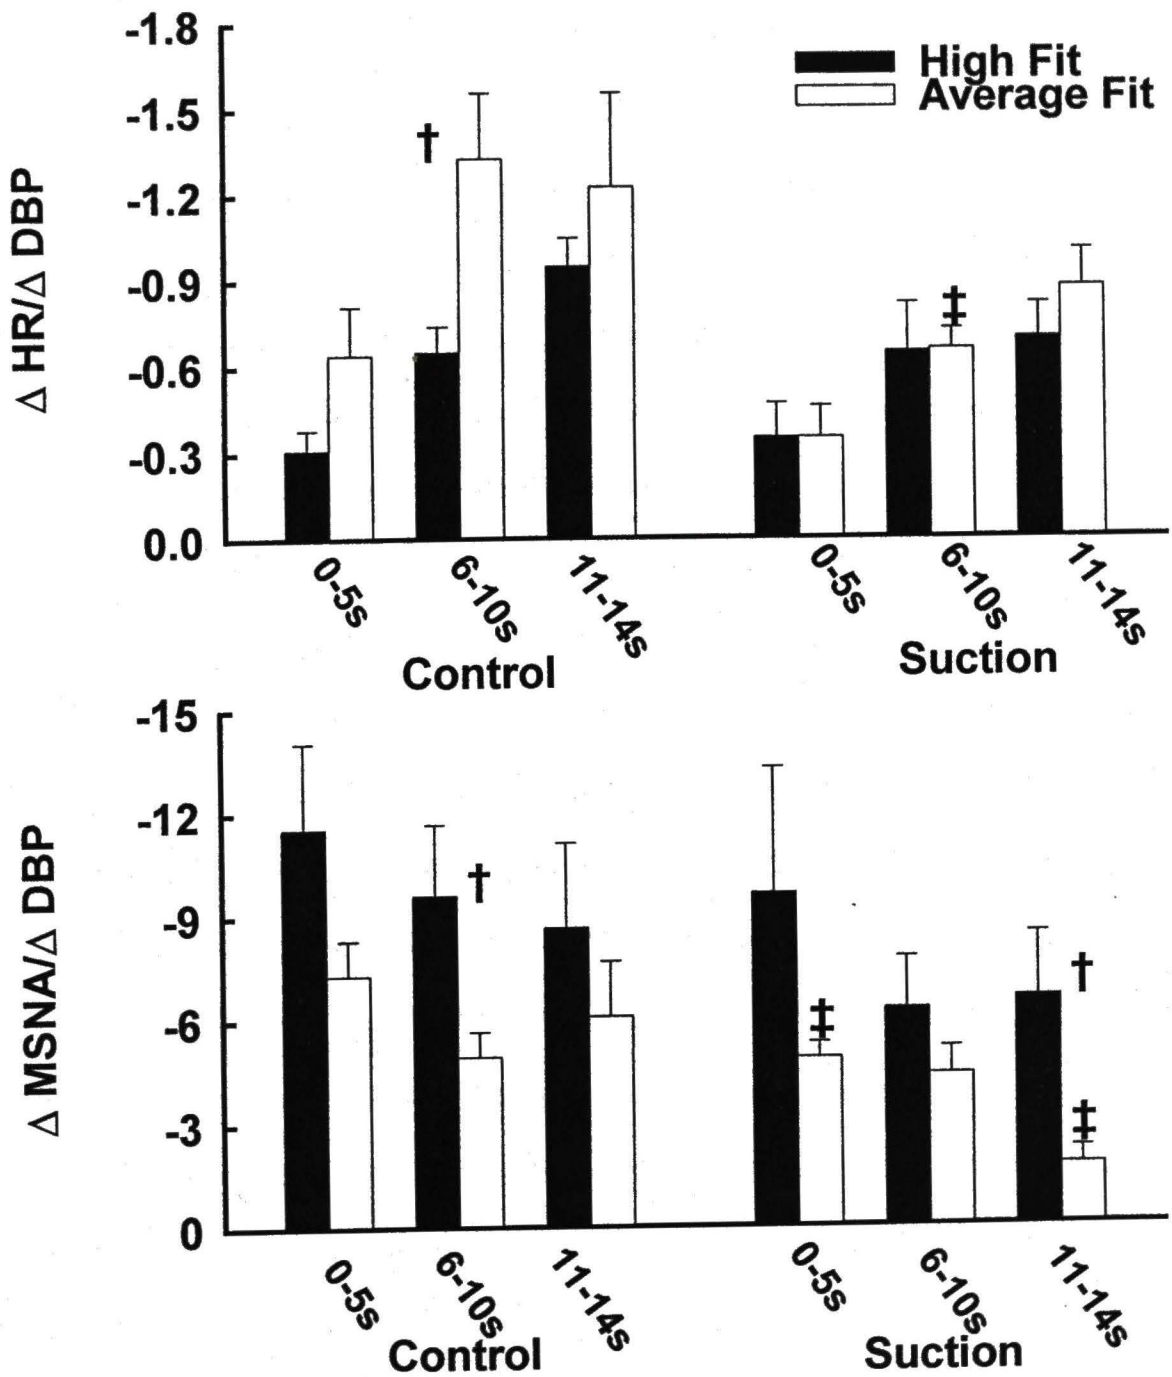 -1.8
High Fit
Average Fit
-1.5
†
-1.2
Δ HR/Δ DBP
-0.9
‡
-0.6
-0.3
0.0
0-5s 6-10s 11-14s 0-5s 6-10s 11-14s
Control Suction
-15
-12
†
-9
†
Δ MSNA/Δ DBP
‡
-6
‡
-3
0
0-5s 6-10s 11-14s 0-5s 6-10s 11-14s
Control Suction